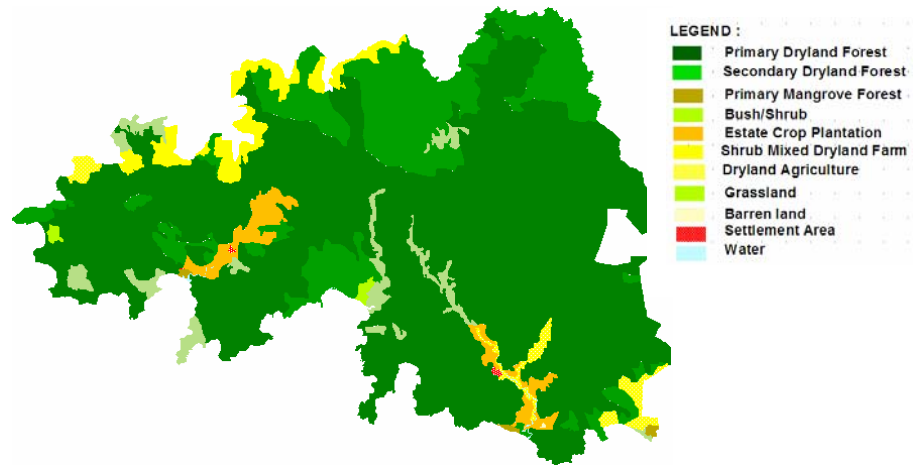 LEGEND :
Primary Dryland Forest
Secondary Dryland Forest
Primary Mangrove Forest
Bush/Shrub
Estate Crop Plantation
Shrub Mixed Dryland Farm
Dryland Agriculture
Grassland
Barren land
Settlement Area
Water